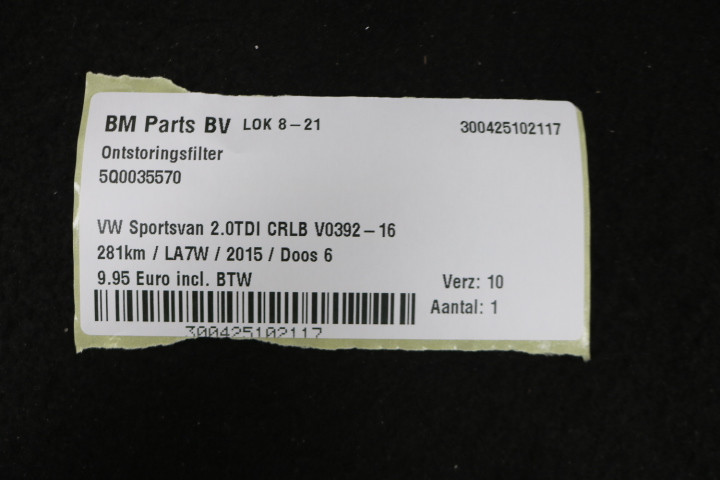 BM Parts BV LOK 8-21 300425102117
Ontstoringsfilter
5Q0035570
VW Sportsvan 2.0TDI CRLB V0392-16
281km / LA7W / 2015 / Doos 6
9.95 Euro incl. BTW Verz: 10
Aantal: 1
300425102117